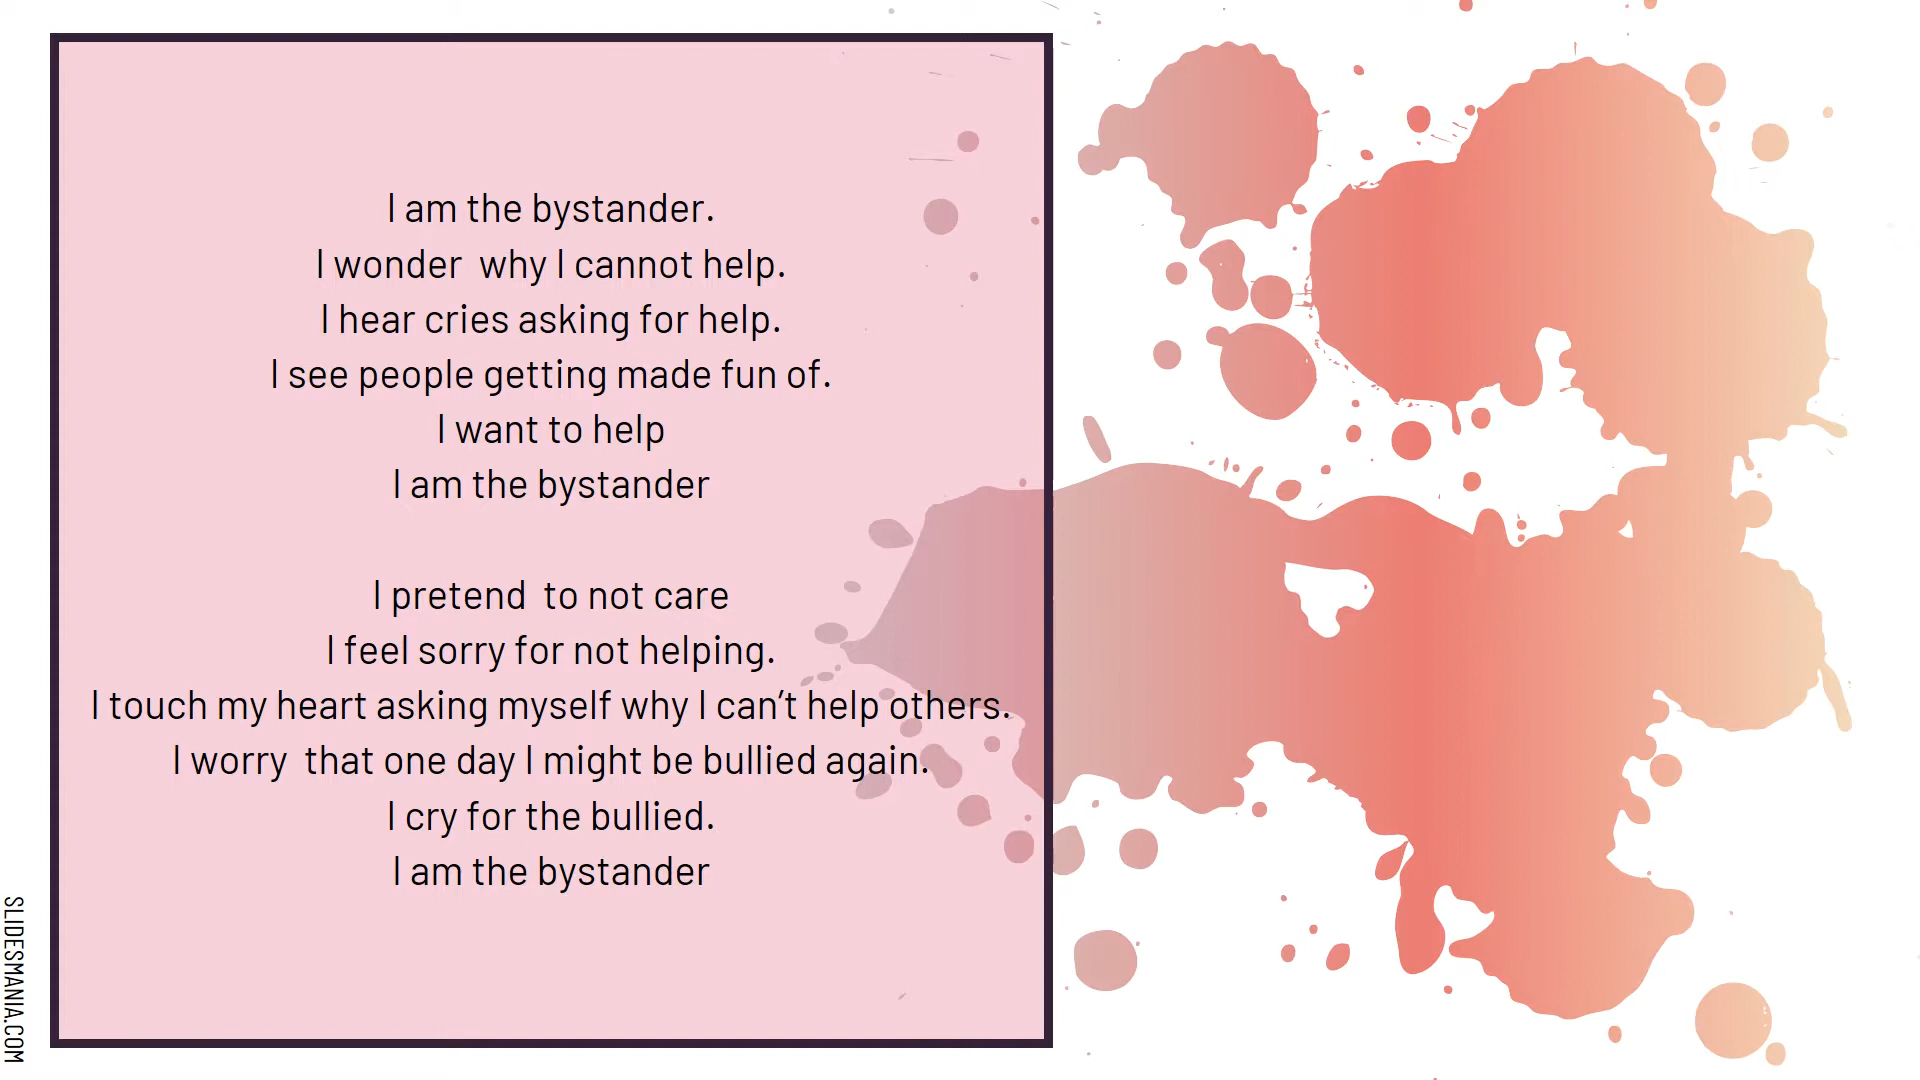 I am the bystander.
I wonder  why I cannot help.
I hear cries asking for help.
I see people getting made fun of.
I want to help
I am the bystander
I pretend  to not care
I feel sorry for not helping.
I touch my heart asking myself why I can’t help others.
I worry  that one day I might be bullied again.
I cry for the bullied.
I am the bystander
SLIDESMANIA.COM